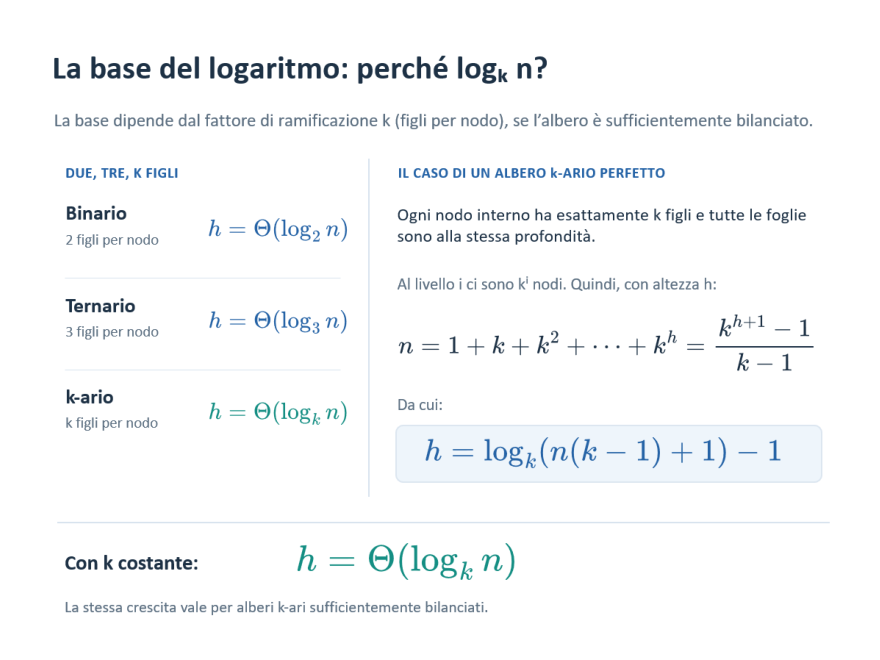 La base del logaritmo: perché logₖ n?
La base dipende dal fattore di ramificazione k (figli per nodo), se l’albero è sufficientemente bilanciato.
DUE, TRE, K FIGLI
Binario
2 figli per nodo
h = Θ(log₂ n)
Ternario
3 figli per nodo
h = Θ(log₃ n)
k-ario
k figli per nodo
h = Θ(logₖ n)
IL CASO DI UN ALBERO k-ARIO PERFETTO
Ogni nodo interno ha esattamente k figli e tutte le foglie
sono alla stessa profondità.
Al livello i ci sono kⁱ nodi. Quindi, con altezza h:
n = 1 + k + k² + ⋯ + kʰ = (kʰ⁺¹ − 1) / (k − 1)
Da cui:
h = logₖ(n(k − 1) + 1) − 1
Con k costante:
h = Θ(logₖ n)
La stessa crescita vale per alberi k-ari sufficientemente bilanciati.